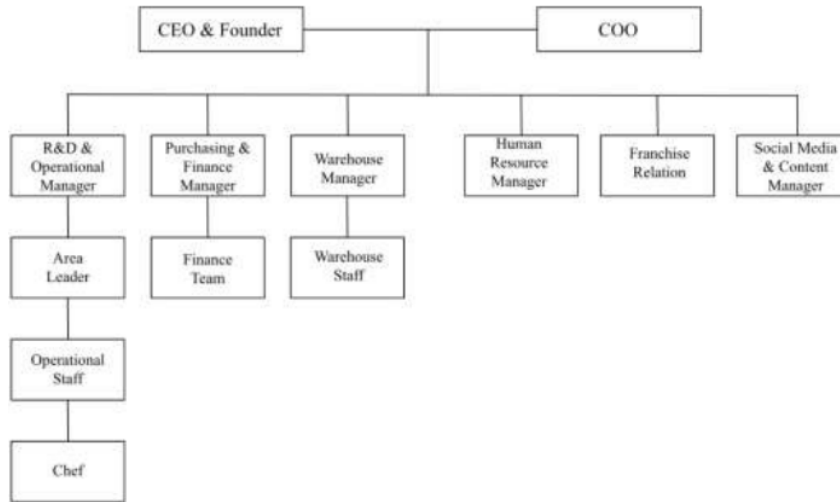 CEO & Founder
COO
R&D &
Operational
Manager
Purchasing &
Finance
Manager
Warehouse
Manager
Human
Resource
Manager
Franchise
Relation
Social Media
& Content
Manager
Area
Leader
Finance
Team
Warehouse
Staff
Operational
Staff
Chef